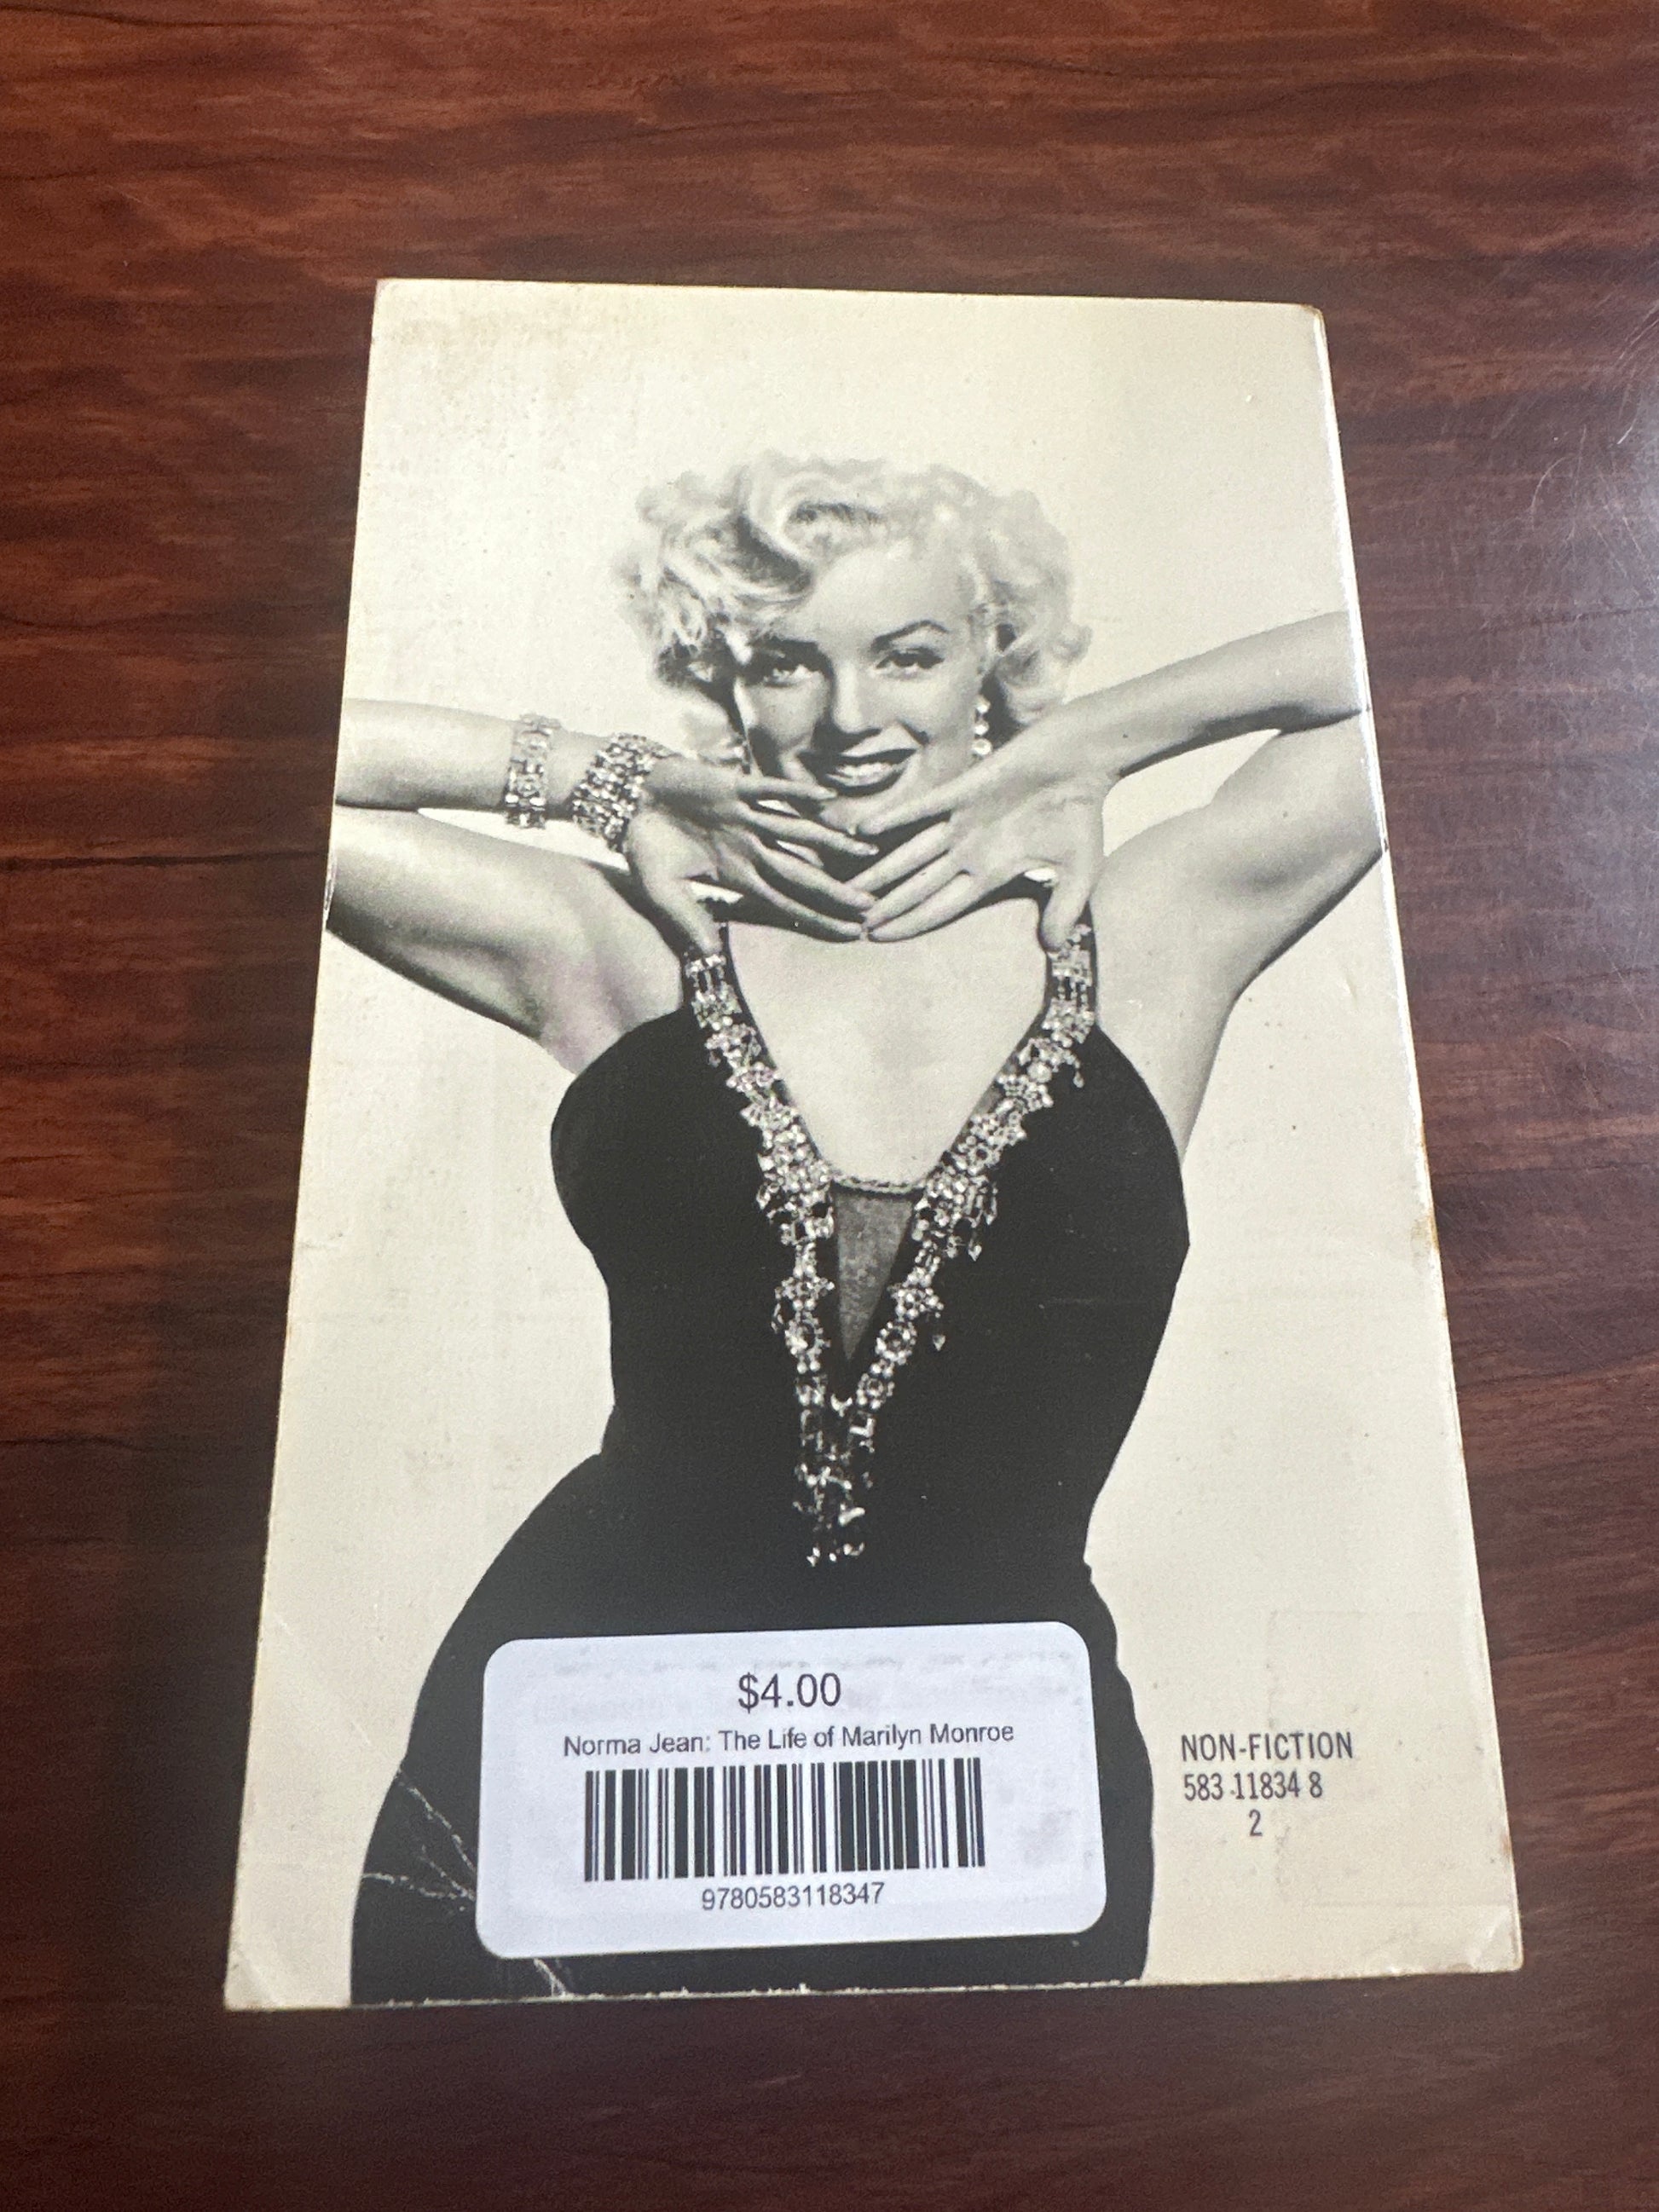 $4.00
Norma Jean: The Life of Marilyn Monroe
9780583118347
NON-FICTION
583 11834 8
2